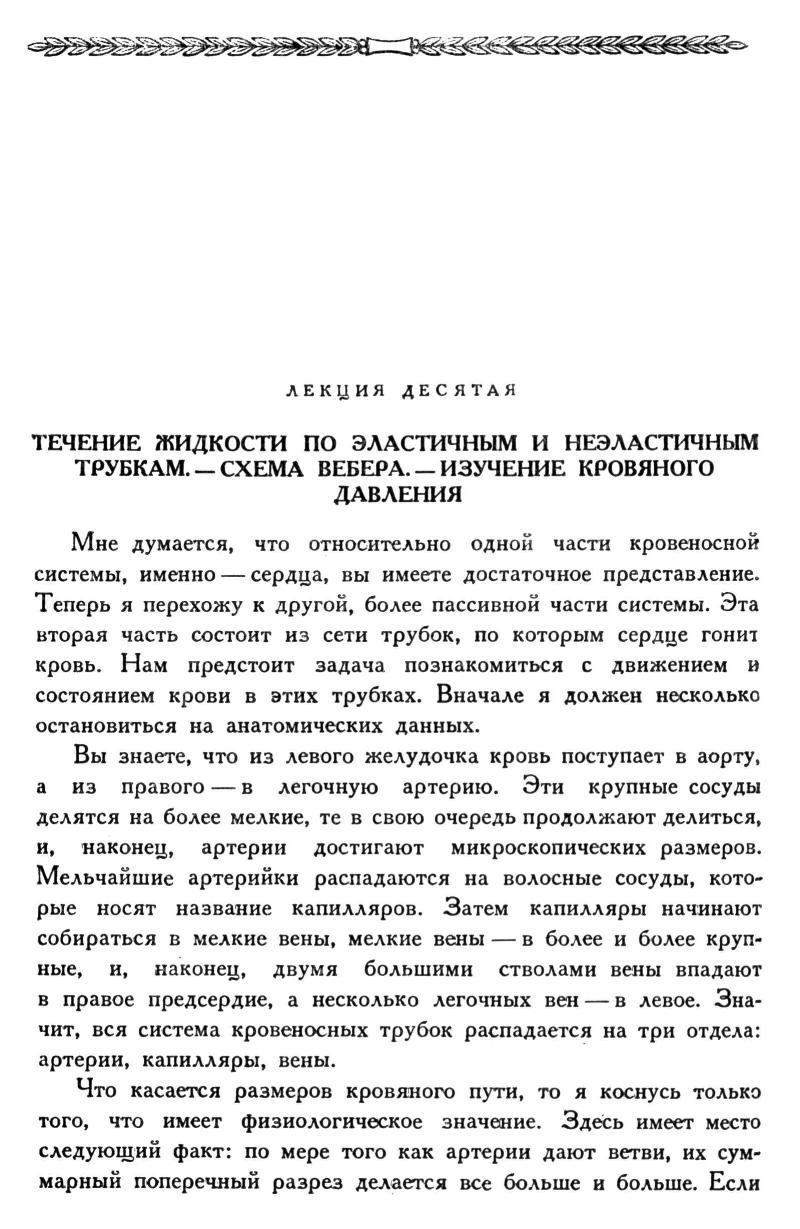 ЛЕКЦИЯ ДЕСЯТАЯ
ТЕЧЕНИЕ ЖИДКОСТИ ПО ЭЛАСТИЧНЫМ И НЕЭЛАСТИЧНЫМ
ТРУБКАМ. — СХЕМА ВЕБЕРА. — ИЗУЧЕНИЕ КРОВЯНОГО
ДАВЛЕНИЯ
Мне думается, что относительно одной части кровеносной
системы, именно — сердца, вы имеете достаточное представление.
Теперь я перехожу к другой, более пассивной части системы. Эта
вторая часть состоит из сети трубок, по которым сердце гонит
кровь. Нам предстоит задача познакомиться с движением и
состоянием крови в этих трубках. Вначале я должен несколько
остановиться на анатомических данных.
Вы знаете, что из левого желудочка кровь поступает в аорту,
а из правого — в легочную артерию. Эти крупные сосуды
делятся на более мелкие, те в свою очередь продолжают делиться,
и, наконец, артерии достигают микроскопических размеров.
Мельчайшие артерийки распадаются на волосные сосуды, кото-
рые носят название капилляров. Затем капилляры начинают
собираться в мелкие вены, мелкие вены — в более и более круп-
ные, и, наконец, двумя большими стволами вены впадают
в правое предсердие, а несколько легочных вен — в левое. Зна-
чит, вся система кровеносных трубок распадается на три отдела:
артерии, капилляры, вены.
Что касается размеров кровяного пути, то я коснусь только
того, что имеет физиологическое значение. Здесь имеет место
следующий факт: по мере того как артерии дают ветви, их сум-
марный поперечный разрез делается все больше и больше. Если